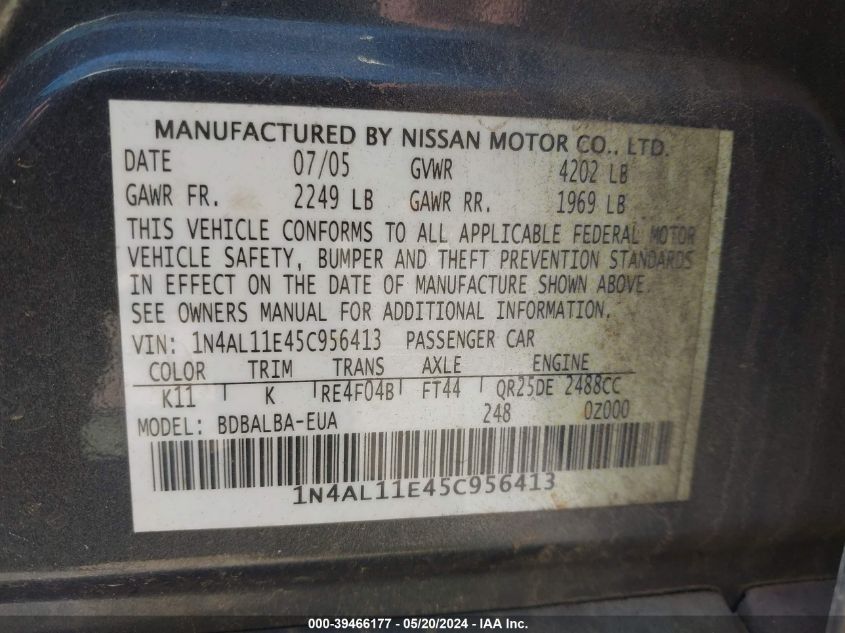 MANUFACTURED BY NISSAN MOTOR CO., LTD.
DATE 07/05 GVWR 4202 LB
GAWR FR. 2249 LB GAWR RR. 1969 LB
THIS VEHICLE CONFORMS TO ALL APPLICABLE FEDERAL MOTOR
VEHICLE SAFETY, BUMPER AND THEFT PREVENTION STANDARDS
IN EFFECT ON THE DATE OF MANUFACTURE SHOWN ABOVE.
SEE OWNERS MANUAL FOR ADDITIONAL INFORMATION.
VIN: 1N4AL11E45C956413 PASSENGER CAR
COLOR TRIM TRANS AXLE ENGINE
K11 K RE4F04B FT44 QR25DE 2488CC
MODEL: BDBALBA-EUA 248 0Z000
1N4AL11E45C956413
000-39466177 - 05/20/2024 - IAAI.com